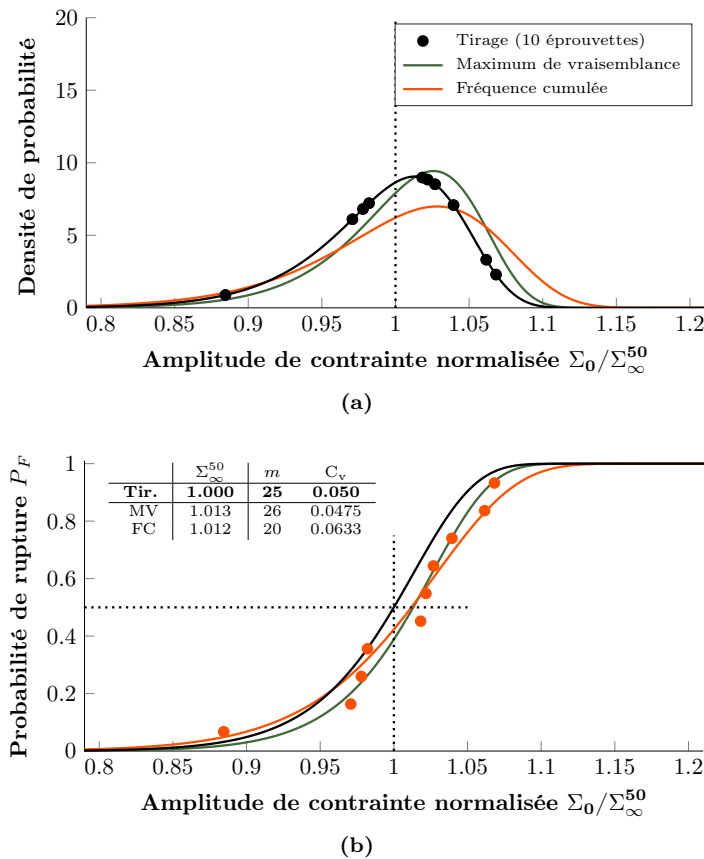 20
15
10
5
0
Densité de probabilité
Tirage (10 éprouvettes)
Maximum de vraisemblance
Fréquence cumulée
0.8 0.85 0.9 0.95 1 1.05 1.1 1.15 1.2
Amplitude de contrainte normalisée Σ₀/Σ∞⁵⁰
(a)
1
0.8
0.6
0.4
0.2
0
Probabilité de rupture P_F
Σ∞⁵⁰ m Cᵥ
Tir. 1.000 25 0.050
MV 1.013 26 0.0475
FC 1.012 20 0.0633
0.8 0.85 0.9 0.95 1 1.05 1.1 1.15 1.2
Amplitude de contrainte normalisée Σ₀/Σ∞⁵⁰
(b)